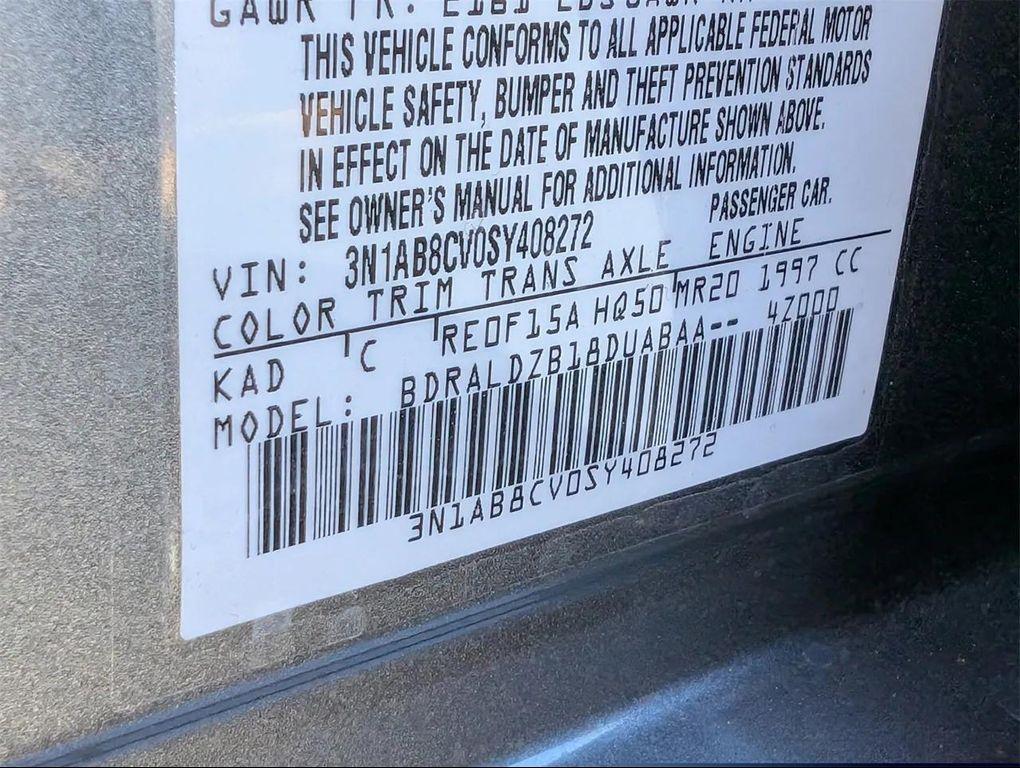 THIS VEHICLE CONFORMS TO ALL APPLICABLE FEDERAL MOTOR
VEHICLE SAFETY, BUMPER AND THEFT PREVENTION STANDARDS
IN EFFECT ON THE DATE OF MANUFACTURE SHOWN ABOVE.
SEE OWNER'S MANUAL FOR ADDITIONAL INFORMATION.
VIN: 3N1AB8CV0SY408272 PASSENGER CAR.
COLOR TRIM TRANS AXLE ENGINE
KAD C RE0F15A HQ50 MR20 1997 CC
MODEL: BDRALDZB18DUABAA-- 4Z000
3N1AB8CV0SY408272